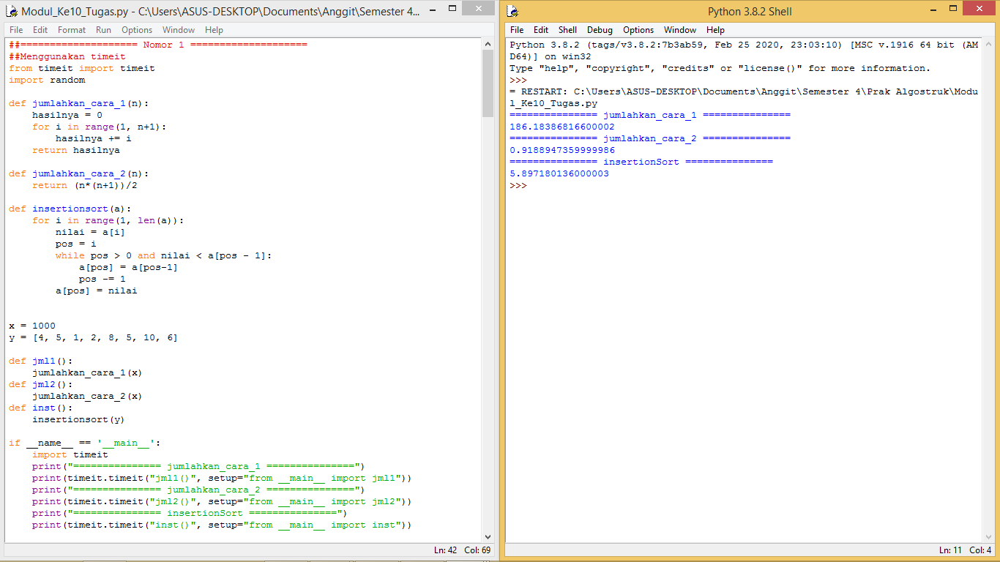 Modul_Ke10_Tugas.py - C:\Users\ASUS-DESKTOP\Documents\Anggit\Semester 4...
File Edit Format Run Options Window Help
##==================== Nomor 1 ====================
##Menggunakan timeit
from timeit import timeit
import random
def jumlahkan_cara_1(n):
    hasilnya = 0
    for i in range(1, n+1):
        hasilnya += i
    return hasilnya
def jumlahkan_cara_2(n):
    return (n*(n+1))/2
def insertionsort(a):
    for i in range(1, len(a)):
        nilai = a[i]
        pos = i
        while pos > 0 and nilai < a[pos - 1]:
            a[pos] = a[pos-1]
            pos -= 1
        a[pos] = nilai
x = 1000
y = [4, 5, 1, 2, 8, 5, 10, 6]
def jml1():
    jumlahkan_cara_1(x)
def jml2():
    jumlahkan_cara_2(x)
def inst():
    insertionsort(y)
if __name__ == '__main__':
    import timeit
    print("=============== jumlahkan_cara_1 ===============")
    print(timeit.timeit("jml1()", setup="from __main__ import jml1"))
    print("=============== jumlahkan_cara_2 ===============")
    print(timeit.timeit("jml2()", setup="from __main__ import jml2"))
    print("=============== insertionSort ===============")
    print(timeit.timeit("inst()", setup="from __main__ import inst"))
Ln: 42 Col: 69
Python 3.8.2 Shell
File Edit Shell Debug Options Window Help
Python 3.8.2 (tags/v3.8.2:7b3ab59, Feb 25 2020, 23:03:10) [MSC v.1916 64 bit (AM
D64)] on win32
Type "help", "copyright", "credits" or "license()" for more information.
>>>
= RESTART: C:\Users\ASUS-DESKTOP\Documents\Anggit\Semester 4\Prak Algostruk\Modu
l_Ke10_Tugas.py
=============== jumlahkan_cara_1 ===============
186.18386816600002
=============== jumlahkan_cara_2 ===============
0.9188947359999986
=============== insertionSort ===============
5.897180136000003
>>>
Ln: 11 Col: 4